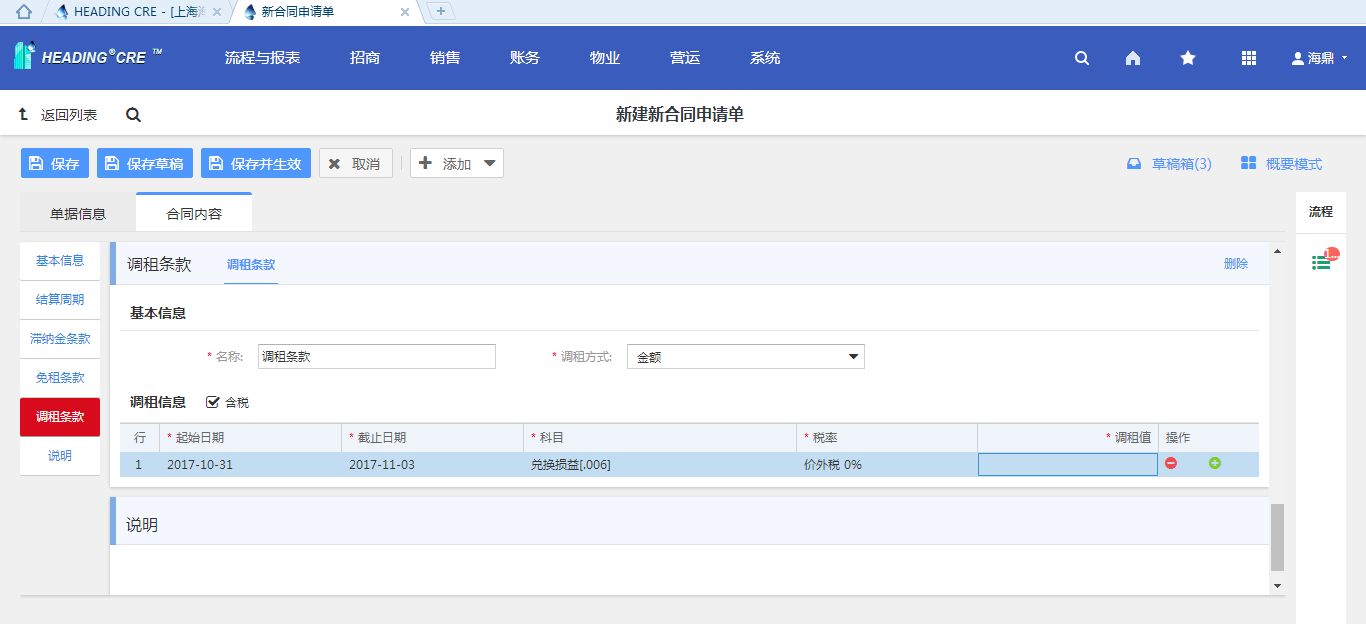 HEADING CRE - [上海
新合同申请单
HEADING®CRE ™ 流程与报表 招商 销售 账务 物业 营运 系统 海鼎
返回列表 新建新合同申请单
保存 保存草稿 保存并生效 取消 添加 草稿箱(3) 概要模式
单据信息 合同内容 流程
基本信息
结算周期
滞纳金条款
免租条款
调租条款
说明
调租条款 调租条款 删除
基本信息
* 名称: 调租条款 * 调租方式: 金额
调租信息 含税
行 * 起始日期 * 截止日期 * 科目 * 税率 * 调租值 操作
1 2017-10-31 2017-11-03 兑换损益[.006] 价外税 0%
说明